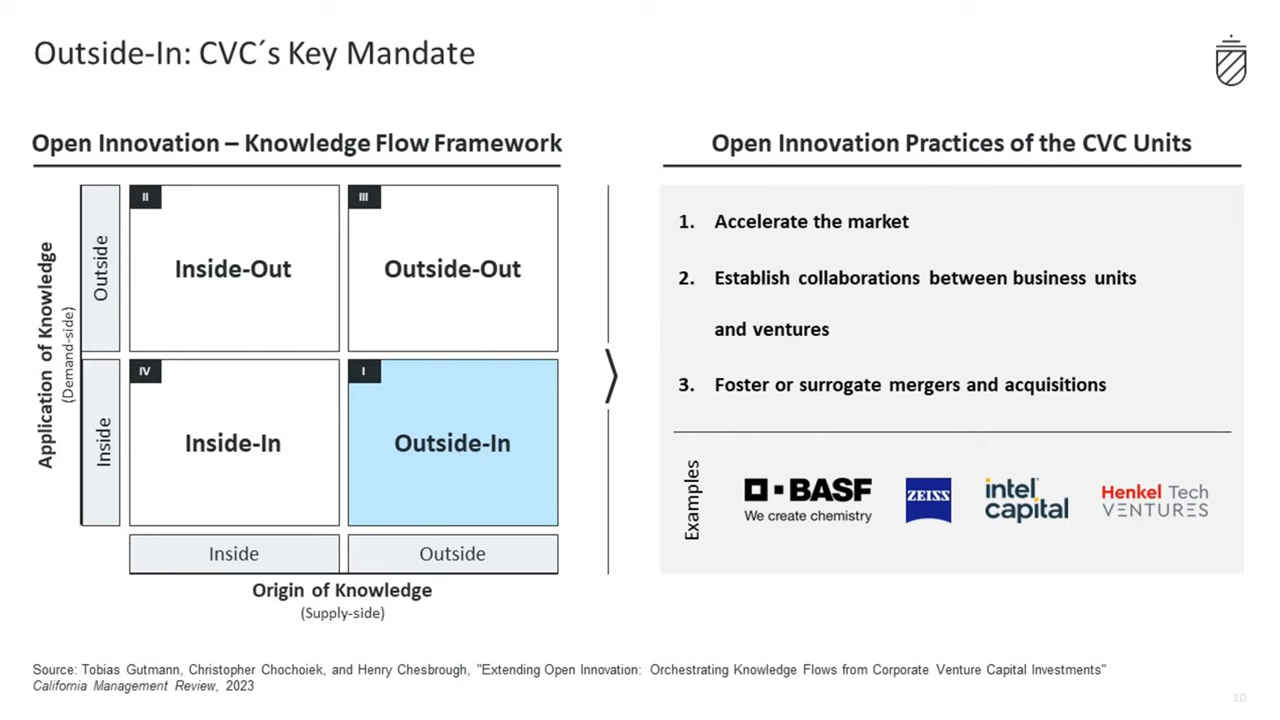 Outside-In: CVC´s Key Mandate
Open Innovation – Knowledge Flow Framework
Application of Knowledge
(Demand-side)
Outside
Inside
II
Inside-Out
III
Outside-Out
IV
Inside-In
I
Outside-In
Inside
Outside
Origin of Knowledge
(Supply-side)
Open Innovation Practices of the CVC Units
1. Accelerate the market
2. Establish collaborations between business units
and ventures
3. Foster or surrogate mergers and acquisitions
Examples
BASF
We create chemistry
ZEISS
intel
capital
Henkel Tech
VENTURES
Source: Tobias Gutmann, Christopher Chochoiek, and Henry Chesbrough, "Extending Open Innovation: Orchestrating Knowledge Flows from Corporate Venture Capital Investments"
California Management Review, 2023
10